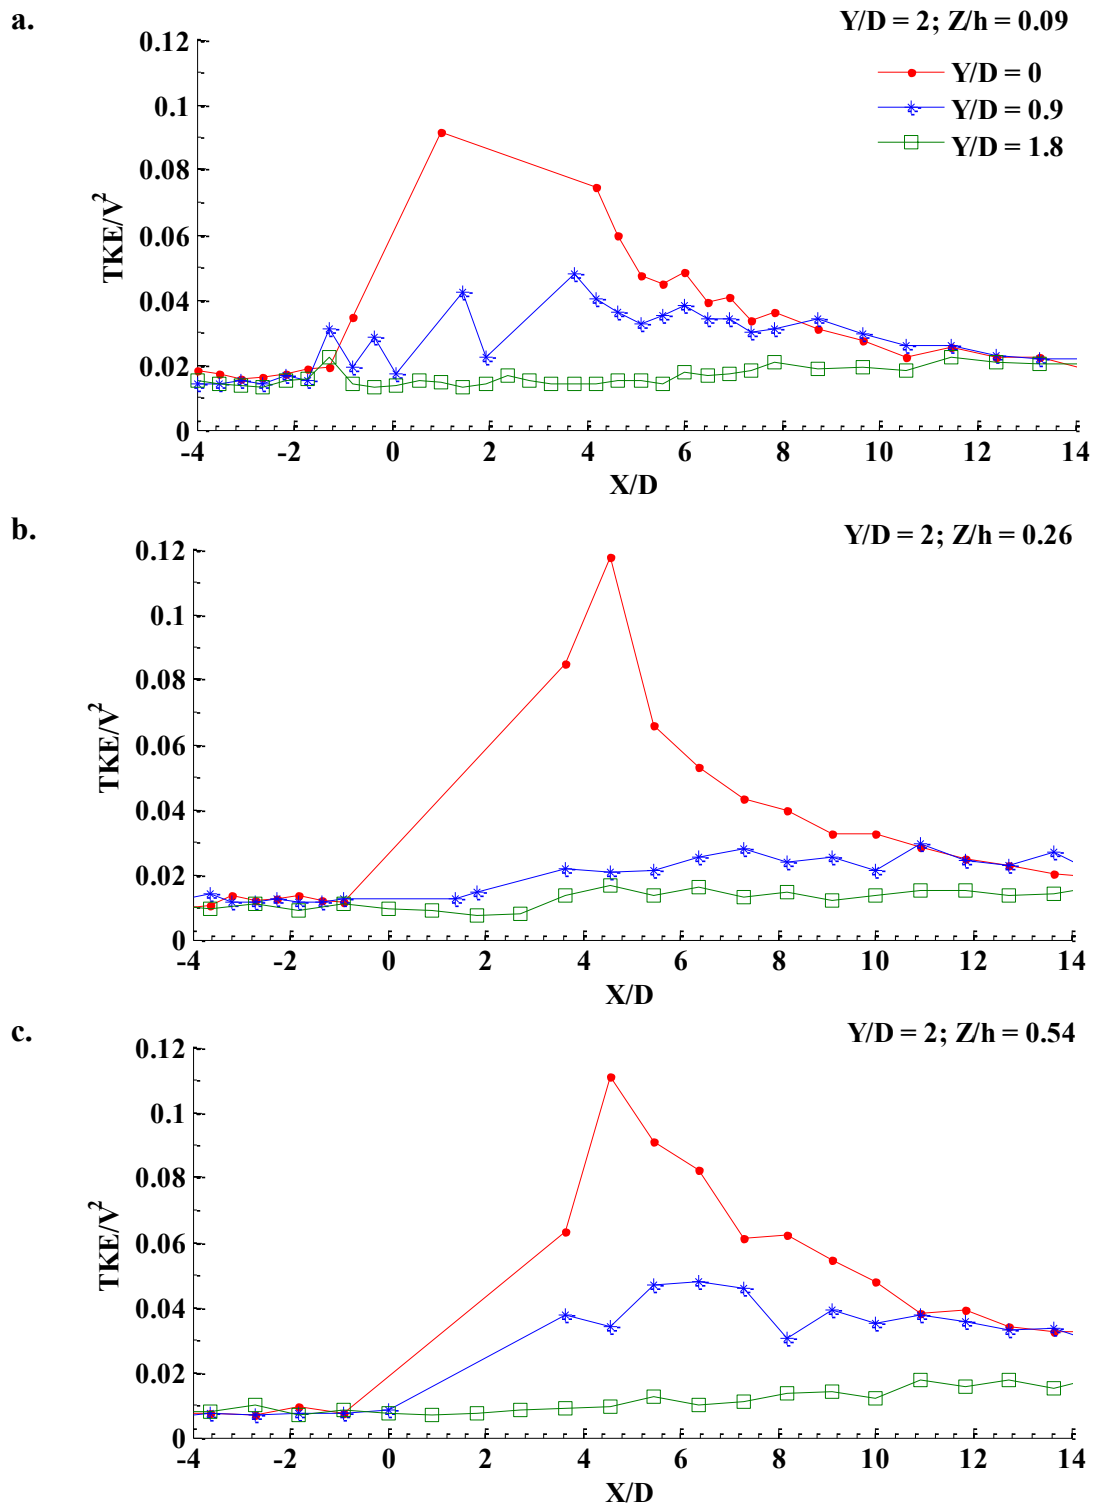 a.
Y/D = 2; Z/h = 0.09
Y/D = 0
Y/D = 0.9
Y/D = 1.8
TKE/V²
0.12
0.1
0.08
0.06
0.04
0.02
0
-4 -2 0 2 4 6 8 10 12 14
X/D
b.
Y/D = 2; Z/h = 0.26
TKE/V²
0.12
0.1
0.08
0.06
0.04
0.02
0
-4 -2 0 2 4 6 8 10 12 14
X/D
c.
Y/D = 2; Z/h = 0.54
TKE/V²
0.12
0.1
0.08
0.06
0.04
0.02
0
-4 -2 0 2 4 6 8 10 12 14
X/D